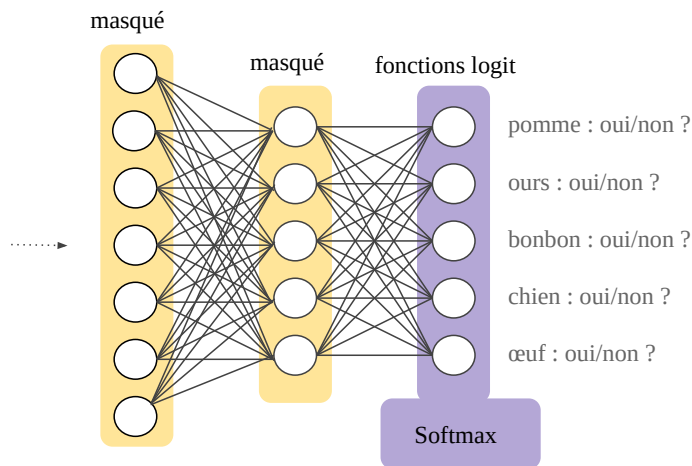 masqué
masqué
fonctions logit
pomme : oui/non ?
ours : oui/non ?
bonbon : oui/non ?
chien : oui/non ?
œuf : oui/non ?
Softmax